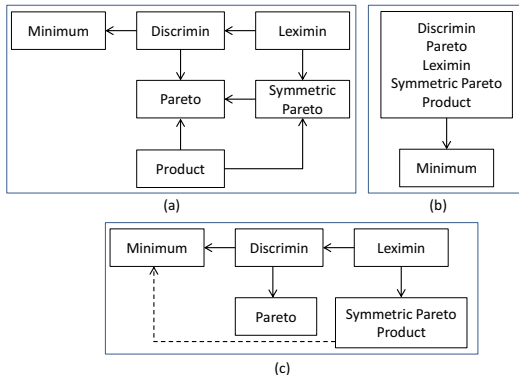 Minimum
Discrimin
Leximin
Pareto
Symmetric
Pareto
Product
(a)
Discrimin
Pareto
Leximin
Symmetric Pareto
Product
Minimum
(b)
Minimum
Discrimin
Leximin
Pareto
Symmetric Pareto
Product
(c)